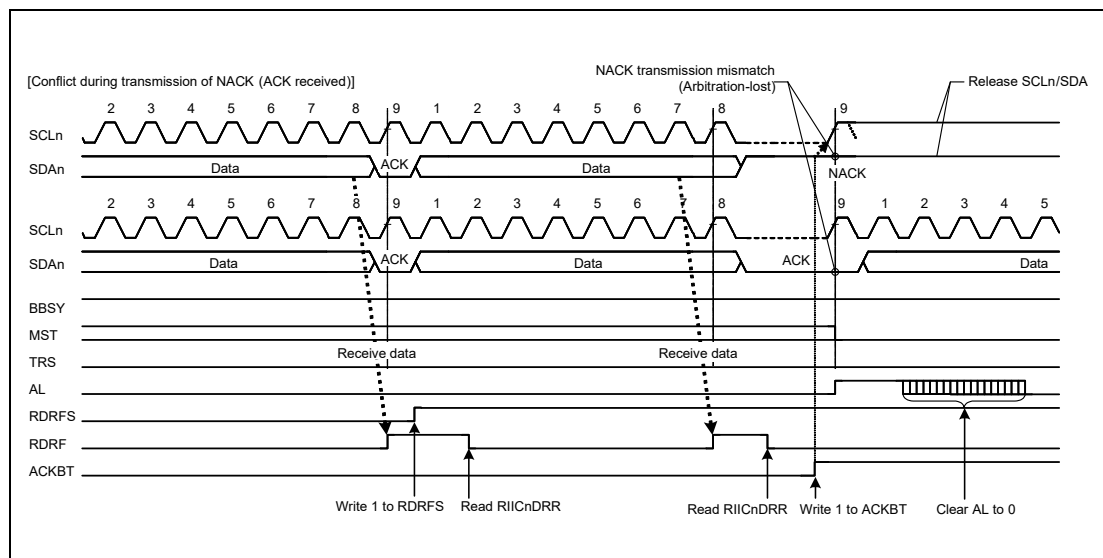 [Conflict during transmission of NACK (ACK received)]
NACK transmission mismatch
(Arbitration-lost)
Release SCLn/SDA
2 3 4 5 6 7 8 9 1 2 3 4 5 6 7 8 9
SCLn
SDAn Data ACK Data NACK
2 3 4 5 6 7 8 9 1 2 3 4 5 6 7 8 9 1 2 3 4 5
SCLn
SDAn Data ACK Data ACK Data
BBSY
MST
Receive data Receive data
TRS
AL
RDRFS
RDRF
ACKBT
Write 1 to RDRFS Read RIICnDRR Read RIICnDRR Write 1 to ACKBT Clear AL to 0